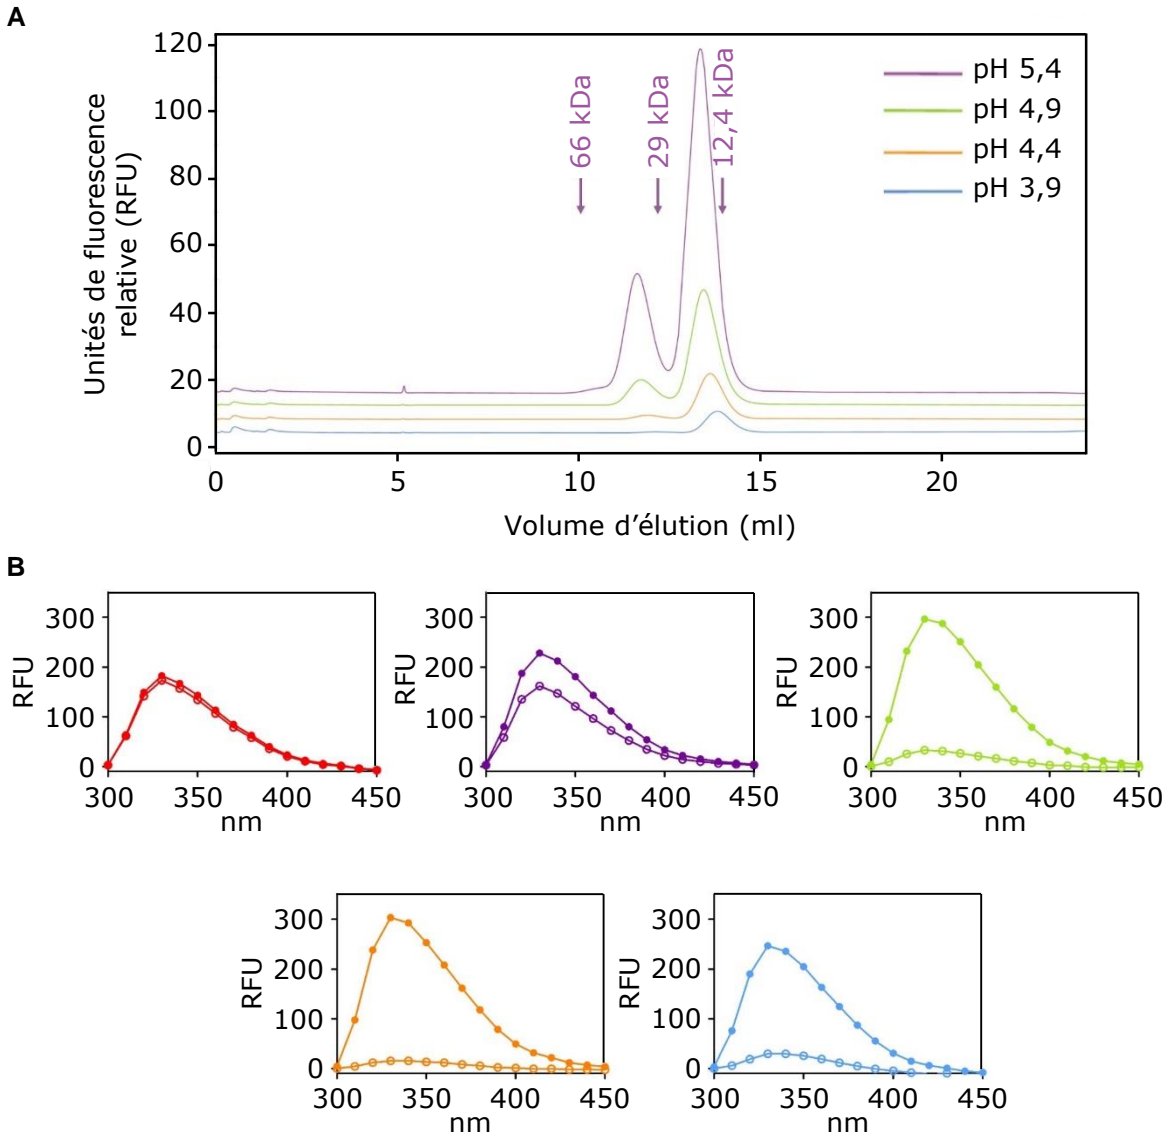 A
120
100
80
60
40
20
0
Unités de fluorescence
relative (RFU)
66 kDa
29 kDa
12,4 kDa
pH 5,4
pH 4,9
pH 4,4
pH 3,9
0 5 10 15 20
Volume d’élution (ml)
B
300
200
100
0
RFU
300 350 400 450
nm
300
200
100
0
RFU
300 350 400 450
nm
300
200
100
0
RFU
300 350 400 450
nm
300
200
100
0
RFU
300 350 400 450
nm
300
200
100
0
RFU
300 350 400 450
nm